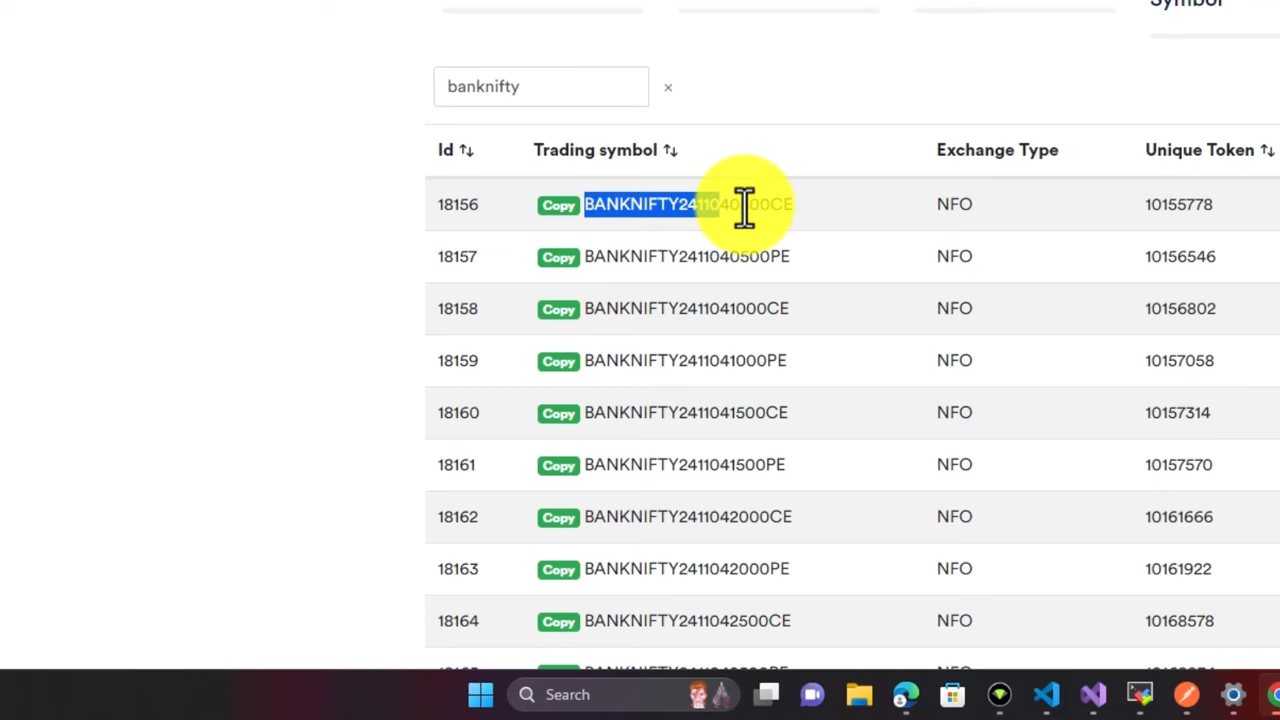 Symbol
banknifty ×
Id ↑↓ Trading symbol ↑↓ Exchange Type Unique Token ↑↓
18156 Copy BANKNIFTY2411040500CE NFO 10155778
18157 Copy BANKNIFTY2411040500PE NFO 10156546
18158 Copy BANKNIFTY2411041000CE NFO 10156802
18159 Copy BANKNIFTY2411041000PE NFO 10157058
18160 Copy BANKNIFTY2411041500CE NFO 10157314
18161 Copy BANKNIFTY2411041500PE NFO 10157570
18162 Copy BANKNIFTY2411042000CE NFO 10161666
18163 Copy BANKNIFTY2411042000PE NFO 10161922
18164 Copy BANKNIFTY2411042500CE NFO 10168578
Search